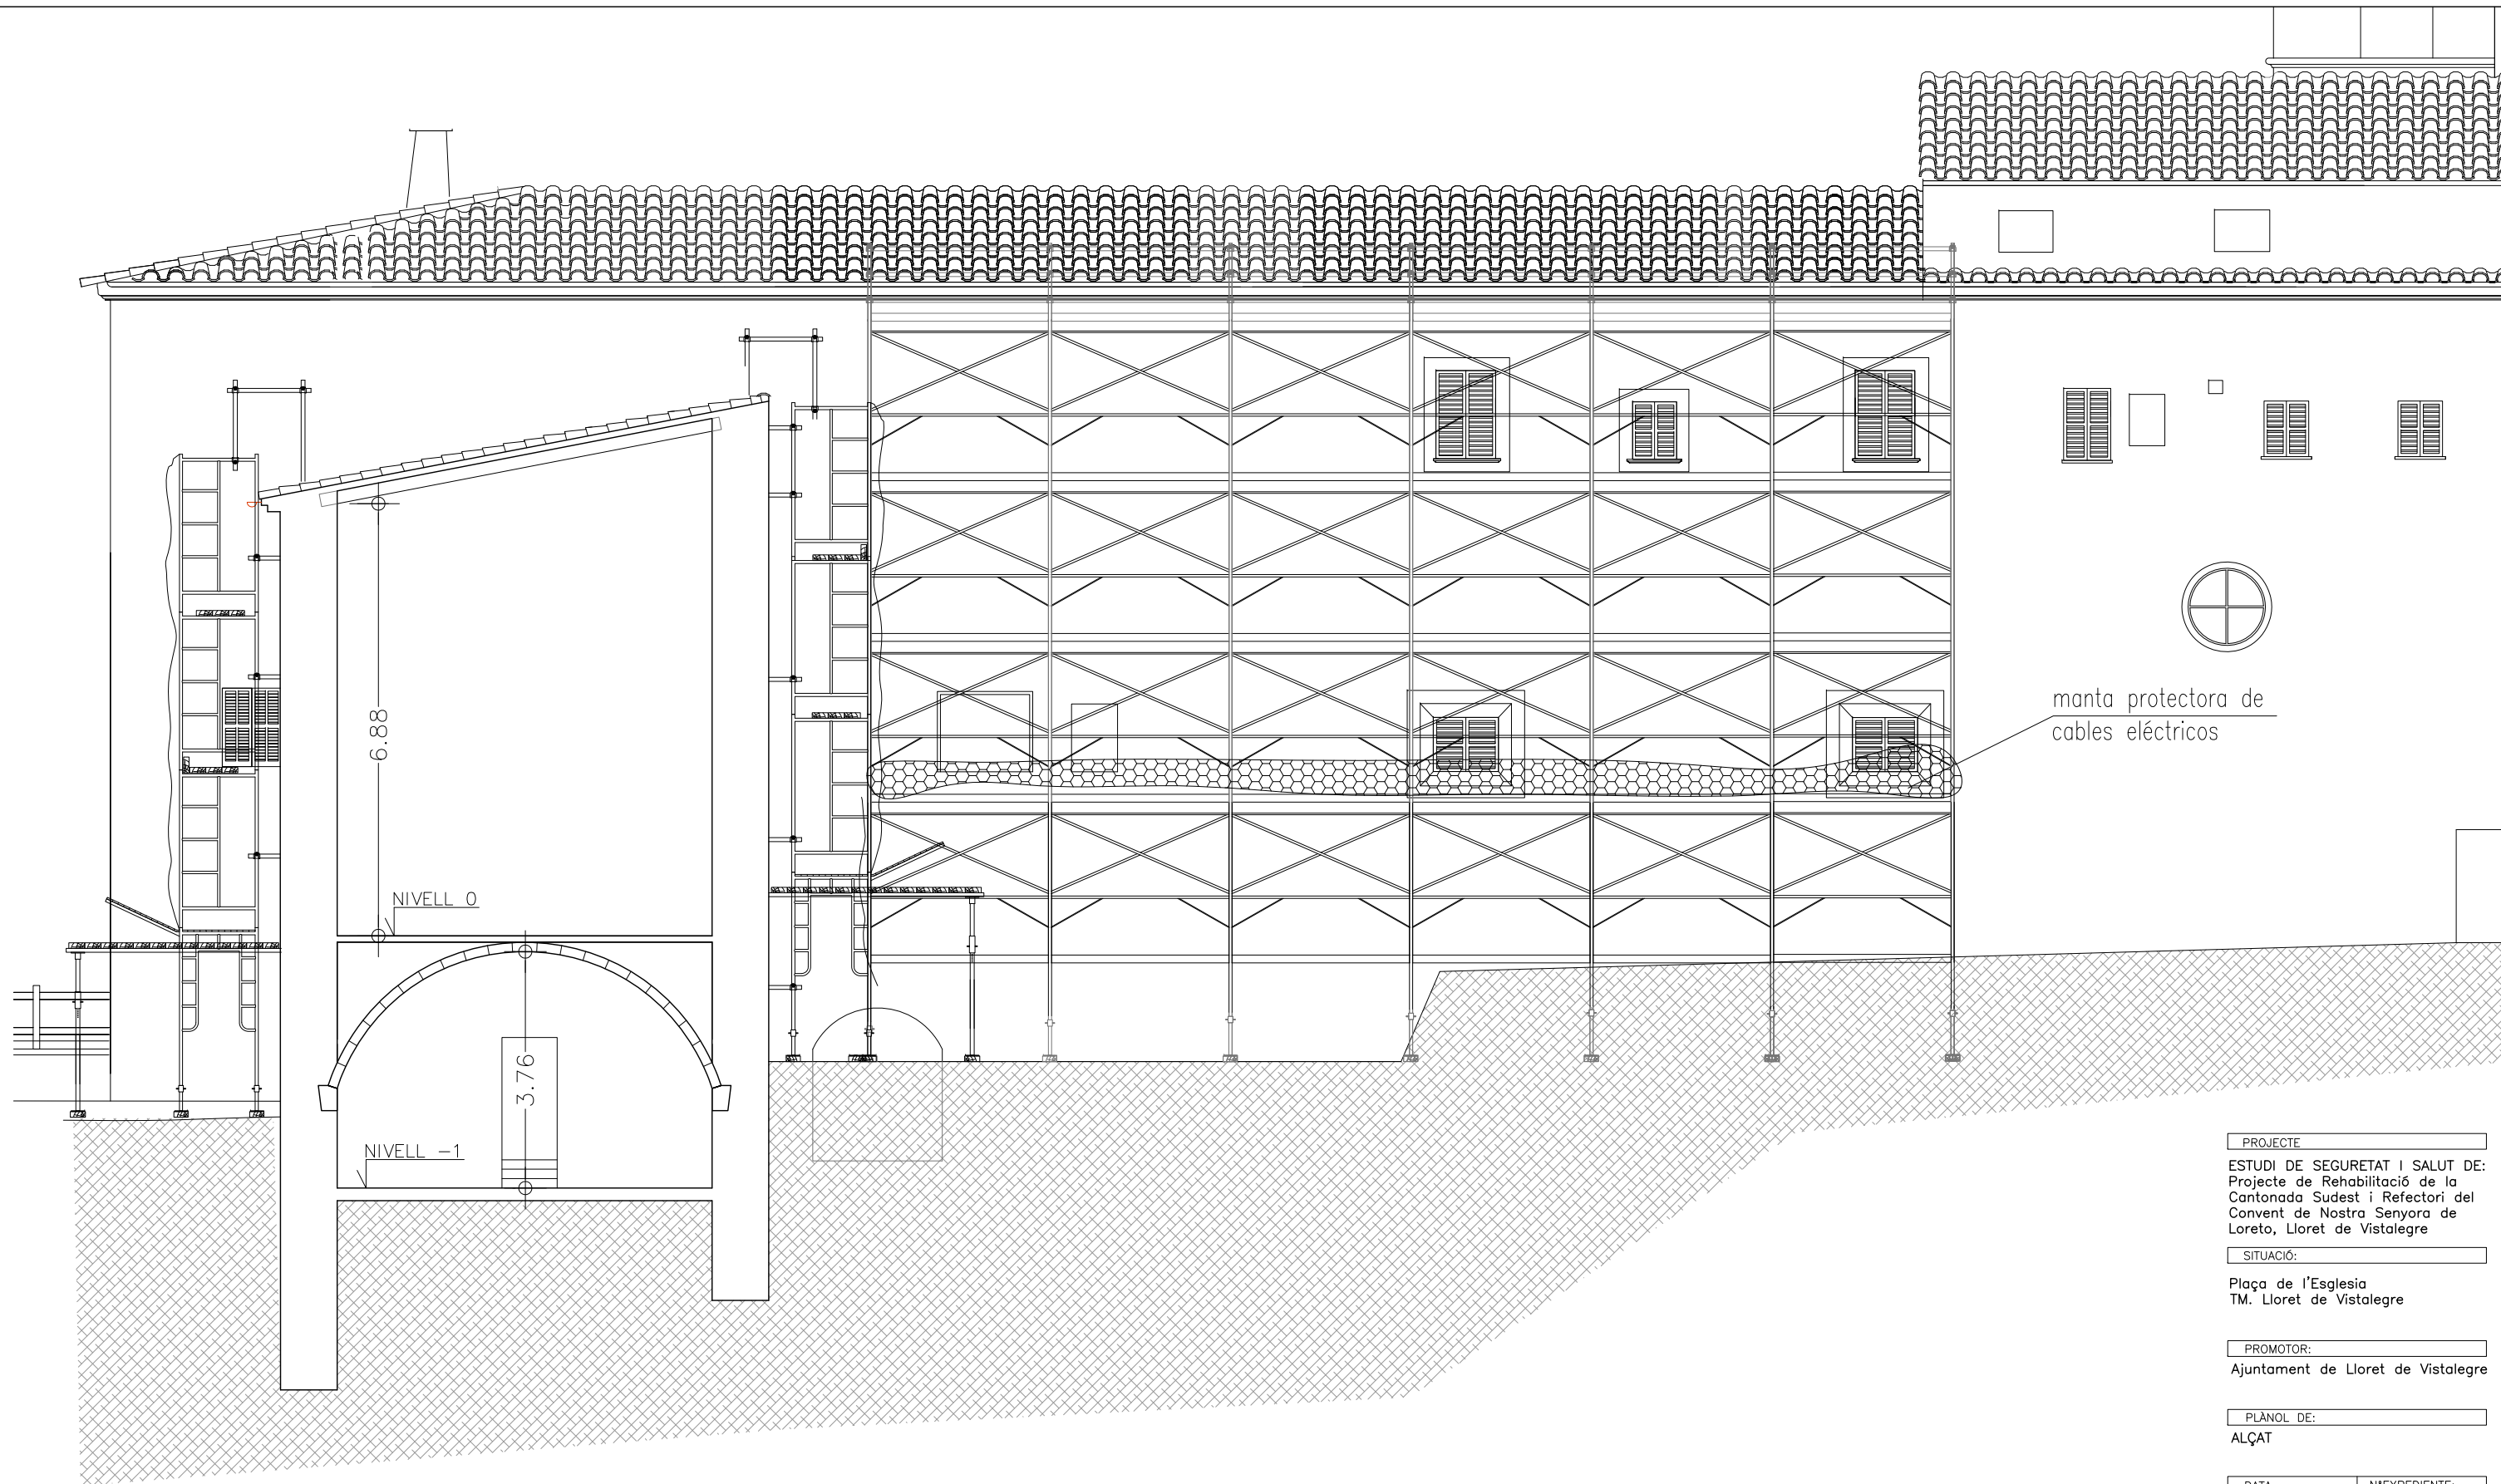 manta protectora de
cables eléctricos
6.88
NIVELL 0
3.76
NIVELL -1
PROJECTE
ESTUDI DE SEGURETAT I SALUT DE:
Projecte de Rehabilitació de la
Cantonada Sudest i Refectori del
Convent de Nostra Senyora de
Loreto, Lloret de Vistalegre
SITUACIÓ:
Plaça de l'Esglesia
TM. Lloret de Vistalegre
PROMOTOR:
Ajuntament de Lloret de Vistalegre
PLÀNOL DE:
ALÇAT
DATA
NºEXPEDIENTE: